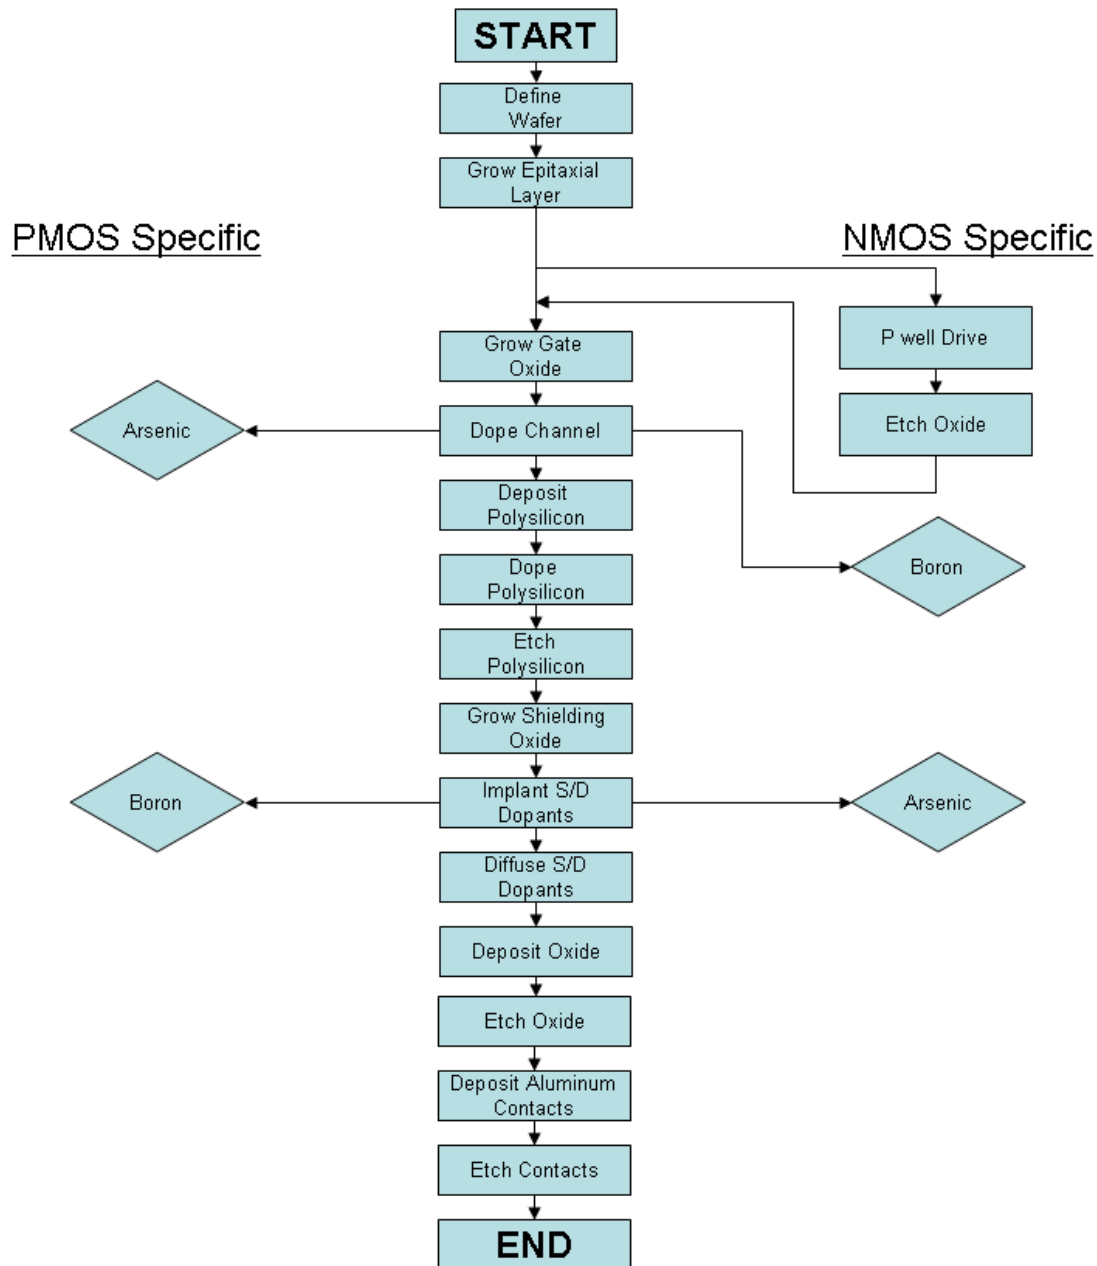 START
Define
Wafer
Grow Epitaxial
Layer
PMOS Specific
NMOS Specific
P well Drive
Etch Oxide
Grow Gate
Oxide
Arsenic
Dope Channel
Boron
Deposit
Polysilicon
Dope
Polysilicon
Etch
Polysilicon
Grow Shielding
Oxide
Boron
Implant S/D
Dopants
Arsenic
Diffuse S/D
Dopants
Deposit Oxide
Etch Oxide
Deposit Aluminum
Contacts
Etch Contacts
END